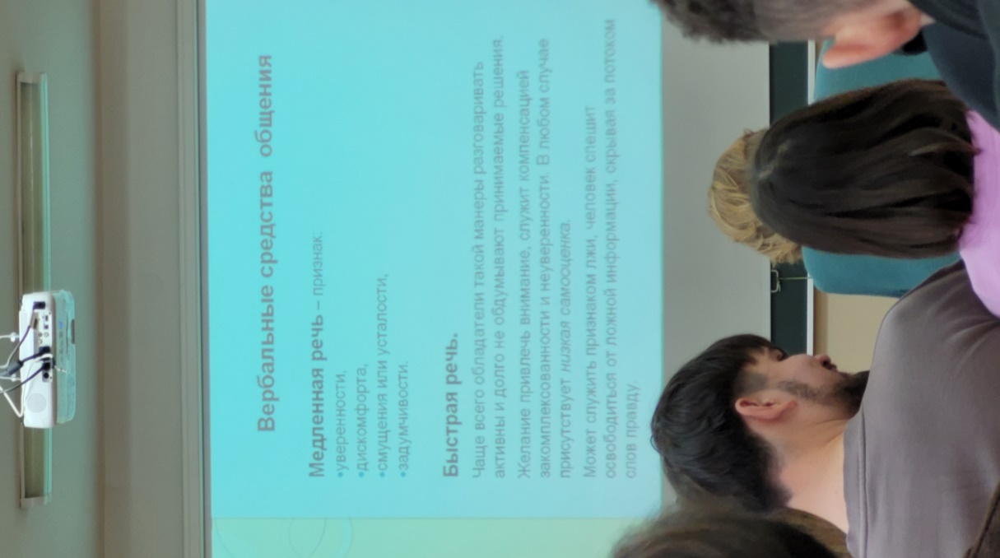 Вербальные средства общения
Медленная речь – признак:
•уверенности,
•дискомфорта,
•смущения или усталости,
•задумчивости.
Быстрая речь.
Чаще всего обладатели такой манеры разговаривать
активны и долго не обдумывают принимаемые решения.
Желание привлечь внимание, служит компенсацией
закомплексованности и неуверенности. В любом случае
присутствует низкая самооценка.
Может служить признаком лжи, человек спешит
освободиться от ложной информации, скрывая за потоком
слов правду,